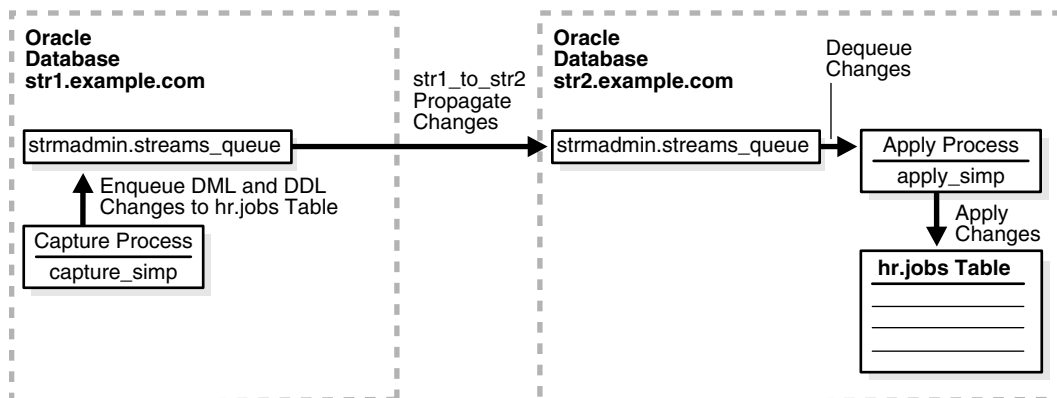 Oracle
Database
str1.example.com
strmadmin.streams_queue
Enqueue DML and DDL
Changes to hr.jobs Table
Capture Process
capture_simp
str1_to_str2
Propagate
Changes
Oracle
Database
str2.example.com
strmadmin.streams_queue
Dequeue
Changes
Apply Process
apply_simp
Apply
Changes
hr.jobs Table